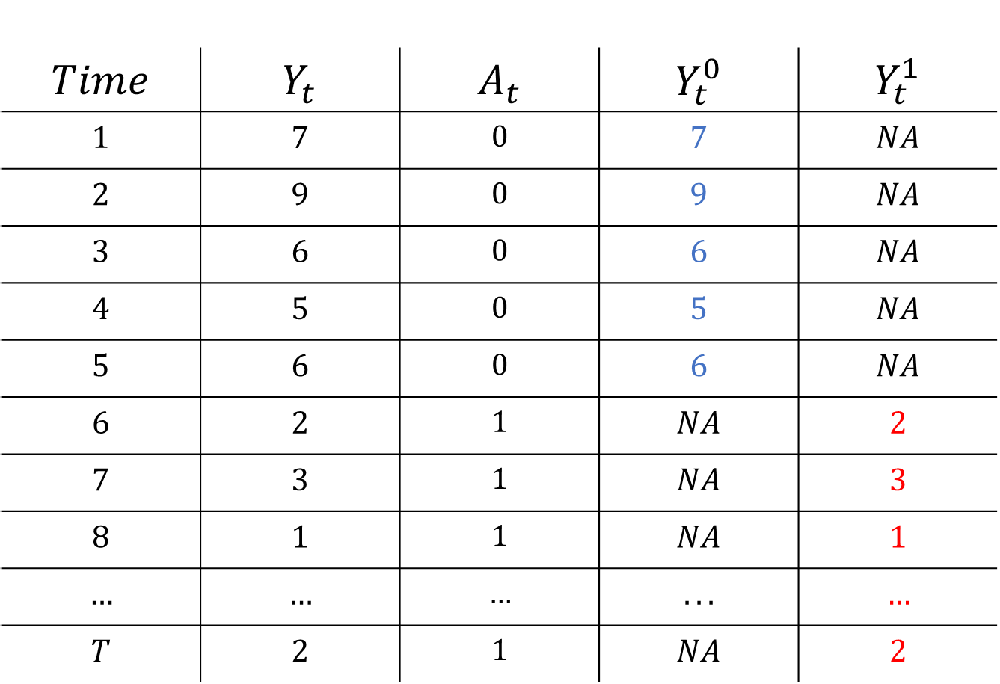 Time Y_t A_t Y_t^0 Y_t^1
1 7 0 7 NA
2 9 0 9 NA
3 6 0 6 NA
4 5 0 5 NA
5 6 0 6 NA
6 2 1 NA 2
7 3 1 NA 3
8 1 1 NA 1
... ... ... ... ...
T 2 1 NA 2